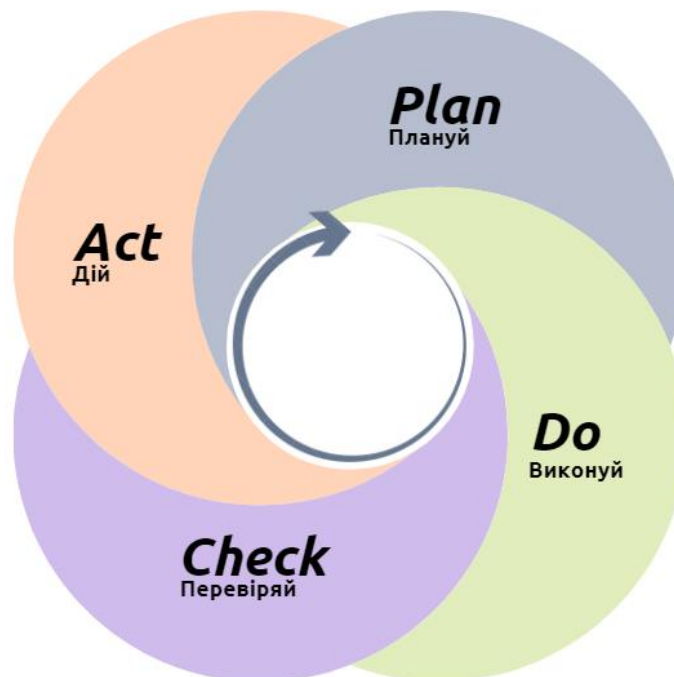 Plan
Плануй
Act
Дій
Do
Виконуй
Check
Перевіряй